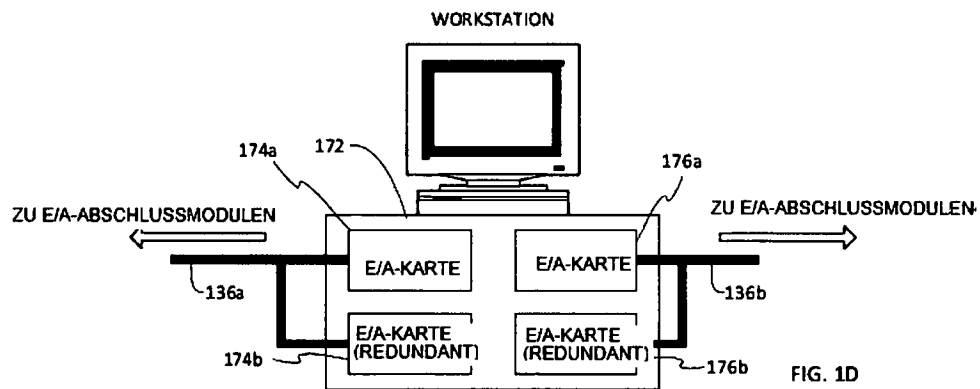 WORKSTATION
174a
172
176a
ZU E/A-ABSCHLUSSMODULEN
ZU E/A-ABSCHLUSSMODULEN
E/A-KARTE
E/A-KARTE
136a
136b
E/A-KARTE
(REDUNDANT)
E/A-KARTE
(REDUNDANT)
174b
176b
FIG. 1D